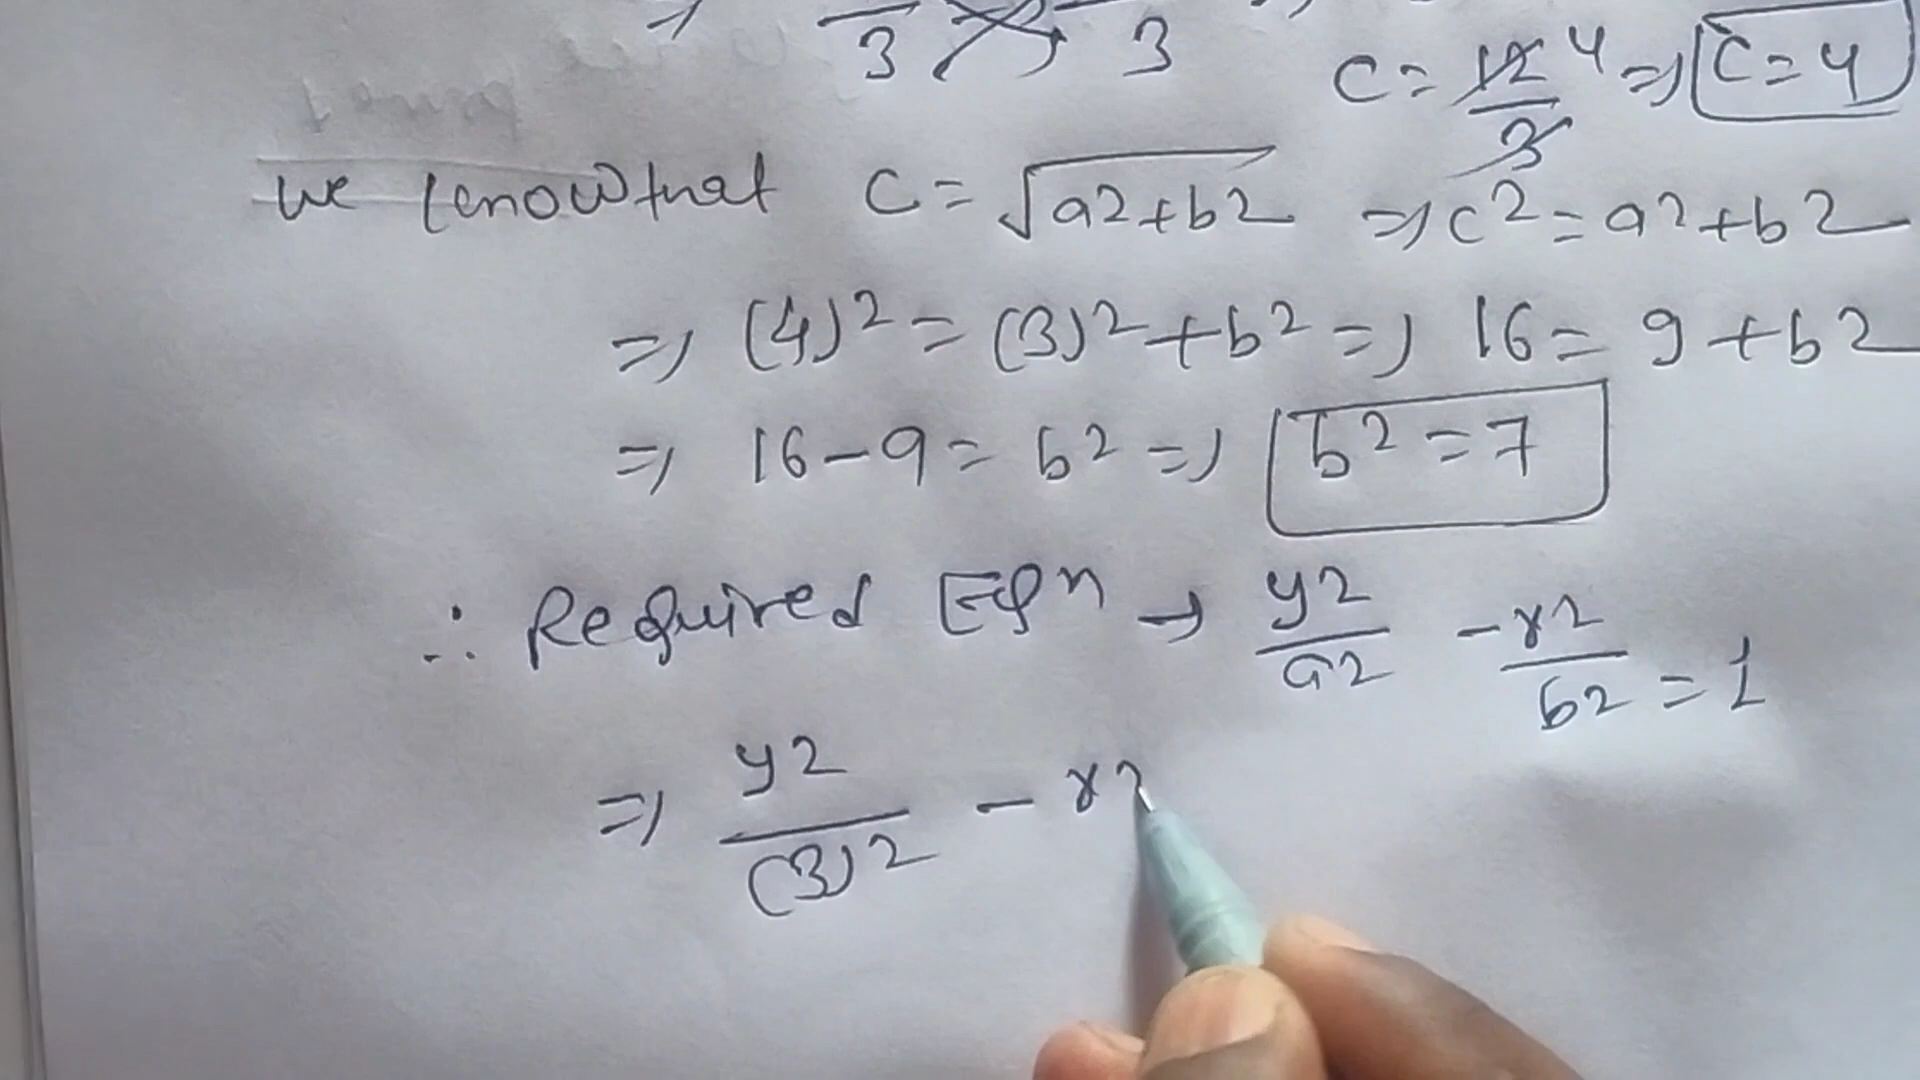 ⇒ 3 3
C = 12 4 / 3 ⇒ C = 4
We know that C = √a2+b2 ⇒ c2 = a2+b2
⇒ (4)2 = (3)2 + b2 ⇒ 16 = 9 + b2
⇒ 16 - 9 = b2 ⇒ b2 = 7
∴ Required Eqn → y2/a2 - x2/b2 = 1
⇒ y2/(3)2 - x2